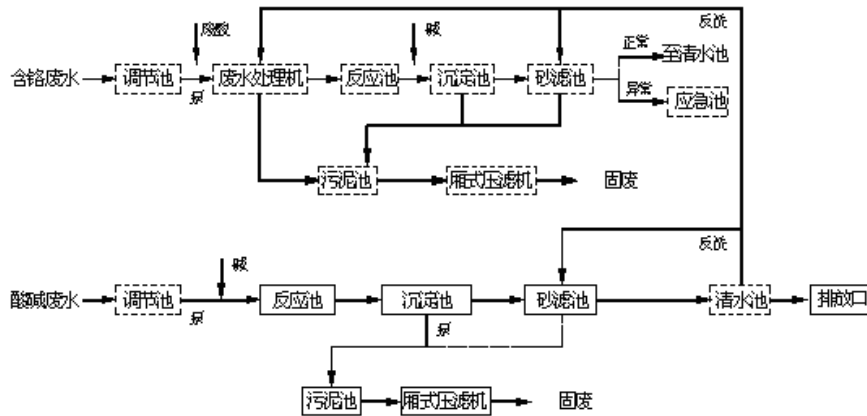 反洗
废酸
碱
正常
至清水池
含铬废水
调节池
泵
废水处理机
反应池
沉淀池
砂滤池
异常
应急池
污泥池
厢式压滤机
固废
反洗
碱
酸碱废水
调节池
泵
反应池
沉淀池
砂滤池
清水池
排放口
泵
污泥池
厢式压滤机
固废